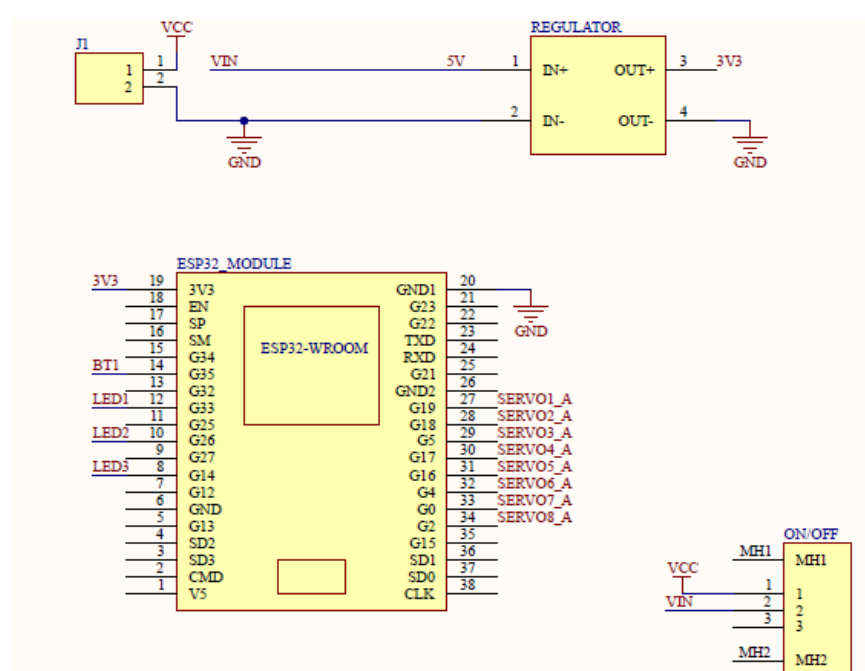 VCC
J1
1 1
2 2
GND
REGULATOR
VIN 5V 1 IN+ OUT+ 3 3V3
2 IN- OUT- 4
GND
ESP32_MODULE
ESP32-WROOM
3V3 19 3V3
18 EN
17 SP
16 SM
15 G34
BT1 14 G35
13 G32
LED1 12 G33
11 G25
LED2 10 G26
9 G27
LED3 8 G14
7 G12
6 GND
5 G13
4 SD2
3 SD3
2 CMD
1 V5
GND1 20
G23 21
G22 22
TXD 23
RXD 24
G21 25
GND2 26
G19 27 SERVO1_A
G18 28 SERVO2_A
G5 29 SERVO3_A
G17 30 SERVO4_A
G16 31 SERVO5_A
G4 32 SERVO6_A
G0 33 SERVO7_A
G2 34 SERVO8_A
G15 35
SD1 36
SD0 37
CLK 38
GND
ON/OFF
MH1 MH1
VCC
1 1
VIN 2 2
3 3
MH2 MH2